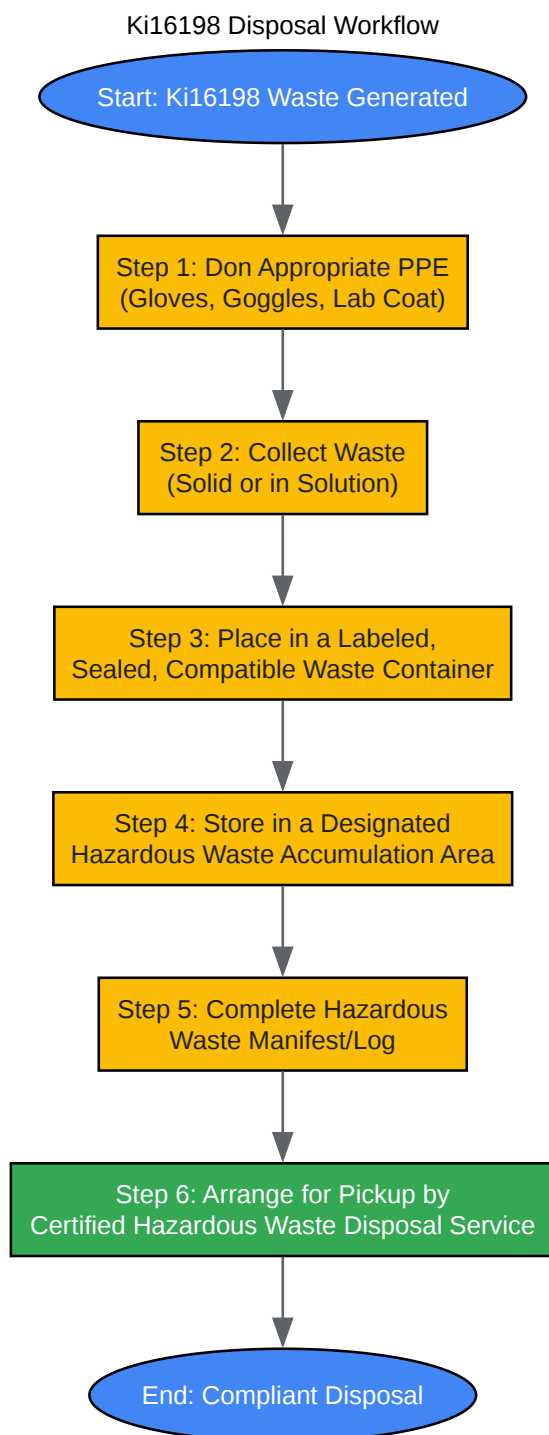 Ki16198 Disposal Workflow
Start: Ki16198 Waste Generated
Step 1: Don Appropriate PPE
(Gloves, Goggles, Lab Coat)
Step 2: Collect Waste
(Solid or in Solution)
Step 3: Place in a Labeled,
Sealed, Compatible Waste Container
Step 4: Store in a Designated
Hazardous Waste Accumulation Area
Step 5: Complete Hazardous
Waste Manifest/Log
Step 6: Arrange for Pickup by
Certified Hazardous Waste Disposal Service
End: Compliant Disposal